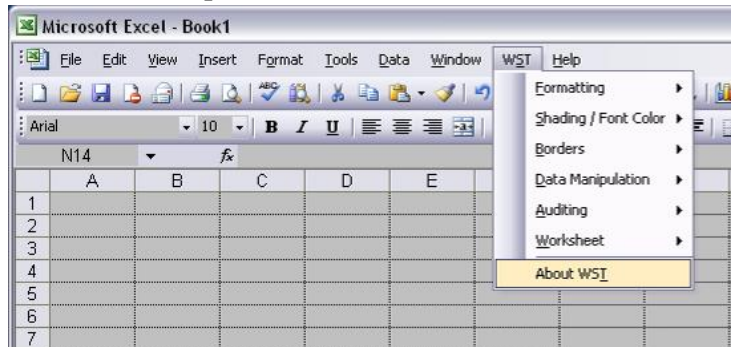 Microsoft Excel - Book1
File Edit View Insert Format Tools Data Window WST Help
Formatting
Arial 10 B I U Shading / Font Color
N14 fx Borders
A B C D E Data Manipulation
1
2 Auditing
3 Worksheet
4 About WST
5
6
7